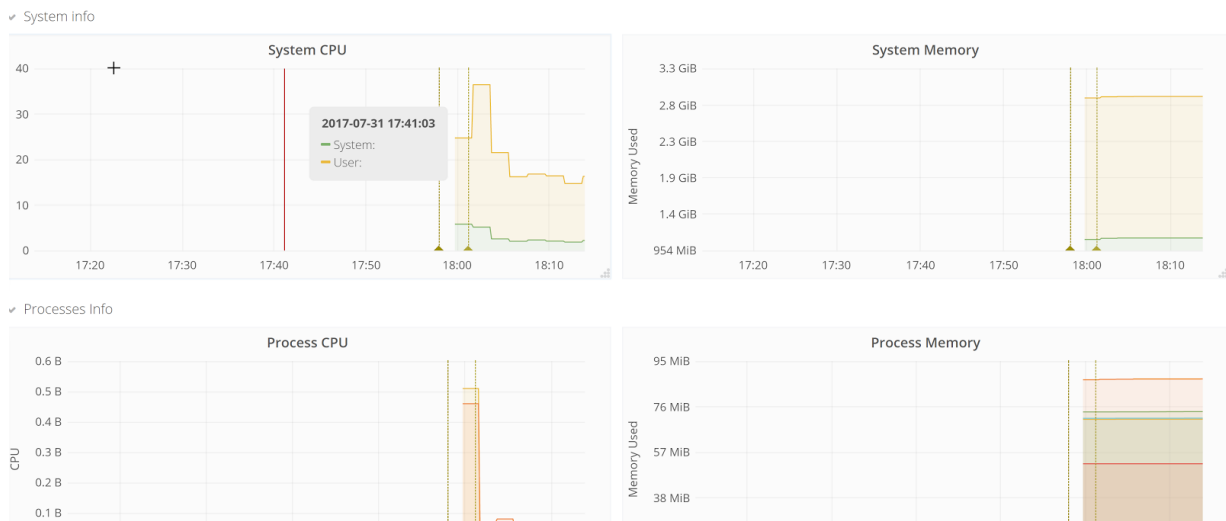 System info
System CPU
40
30
20
10
0
2017-07-31 17:41:03
System:
User:
17:20
17:30
17:40
17:50
18:00
18:10
System Memory
Memory Used
3.3 GiB
2.8 GiB
2.3 GiB
1.9 GiB
1.4 GiB
954 MiB
17:20
17:30
17:40
17:50
18:00
18:10
Processes Info
Process CPU
CPU
0.6 B
0.5 B
0.4 B
0.3 B
0.2 B
0.1 B
Process Memory
Memory Used
95 MiB
76 MiB
57 MiB
38 MiB